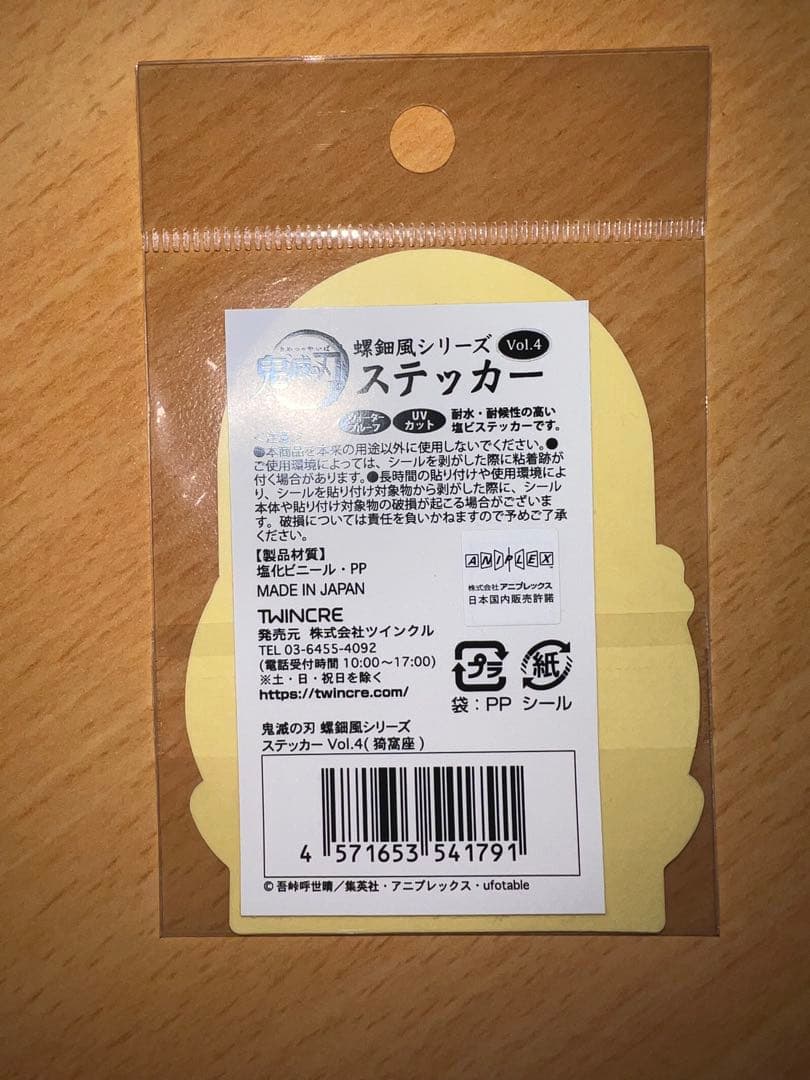 きめつのやいば
鬼滅の刃
螺鈿風シリーズ Vol.4
ステッカー
ウォーター
プルーフ
UV
カット
耐水・耐候性の高い
塩ビステッカーです。
<注意>
●本商品を本来の用途以外に使用しないでください。●
ご使用環境によっては、シールを剥がした際に粘着跡が
付く場合があります。●長時間の貼り付けや使用環境によ
り、シールを貼り付け対象物から剥がした際に、シール
本体や貼り付け対象物の破損が起こる場合がございま
す。破損については責任を負いかねますので予めご了承
ください。
【製品材質】
塩化ビニール・PP
MADE IN JAPAN
ANIPLEX
株式会社 アニプレックス
日本国内販売許諾
TWINCRE
発売元 株式会社ツインクル
TEL 03-6455-4092
(電話受付時間 10:00～17:00)
※土・日・祝日を除く
https://twincre.com/
プラ
紙
袋：PP シール
鬼滅の刃 螺鈿風シリーズ
ステッカー Vol.4( 猗窩座 )
4 571653 541791
© 吾峠呼世晴／集英社・アニプレックス・ufotable